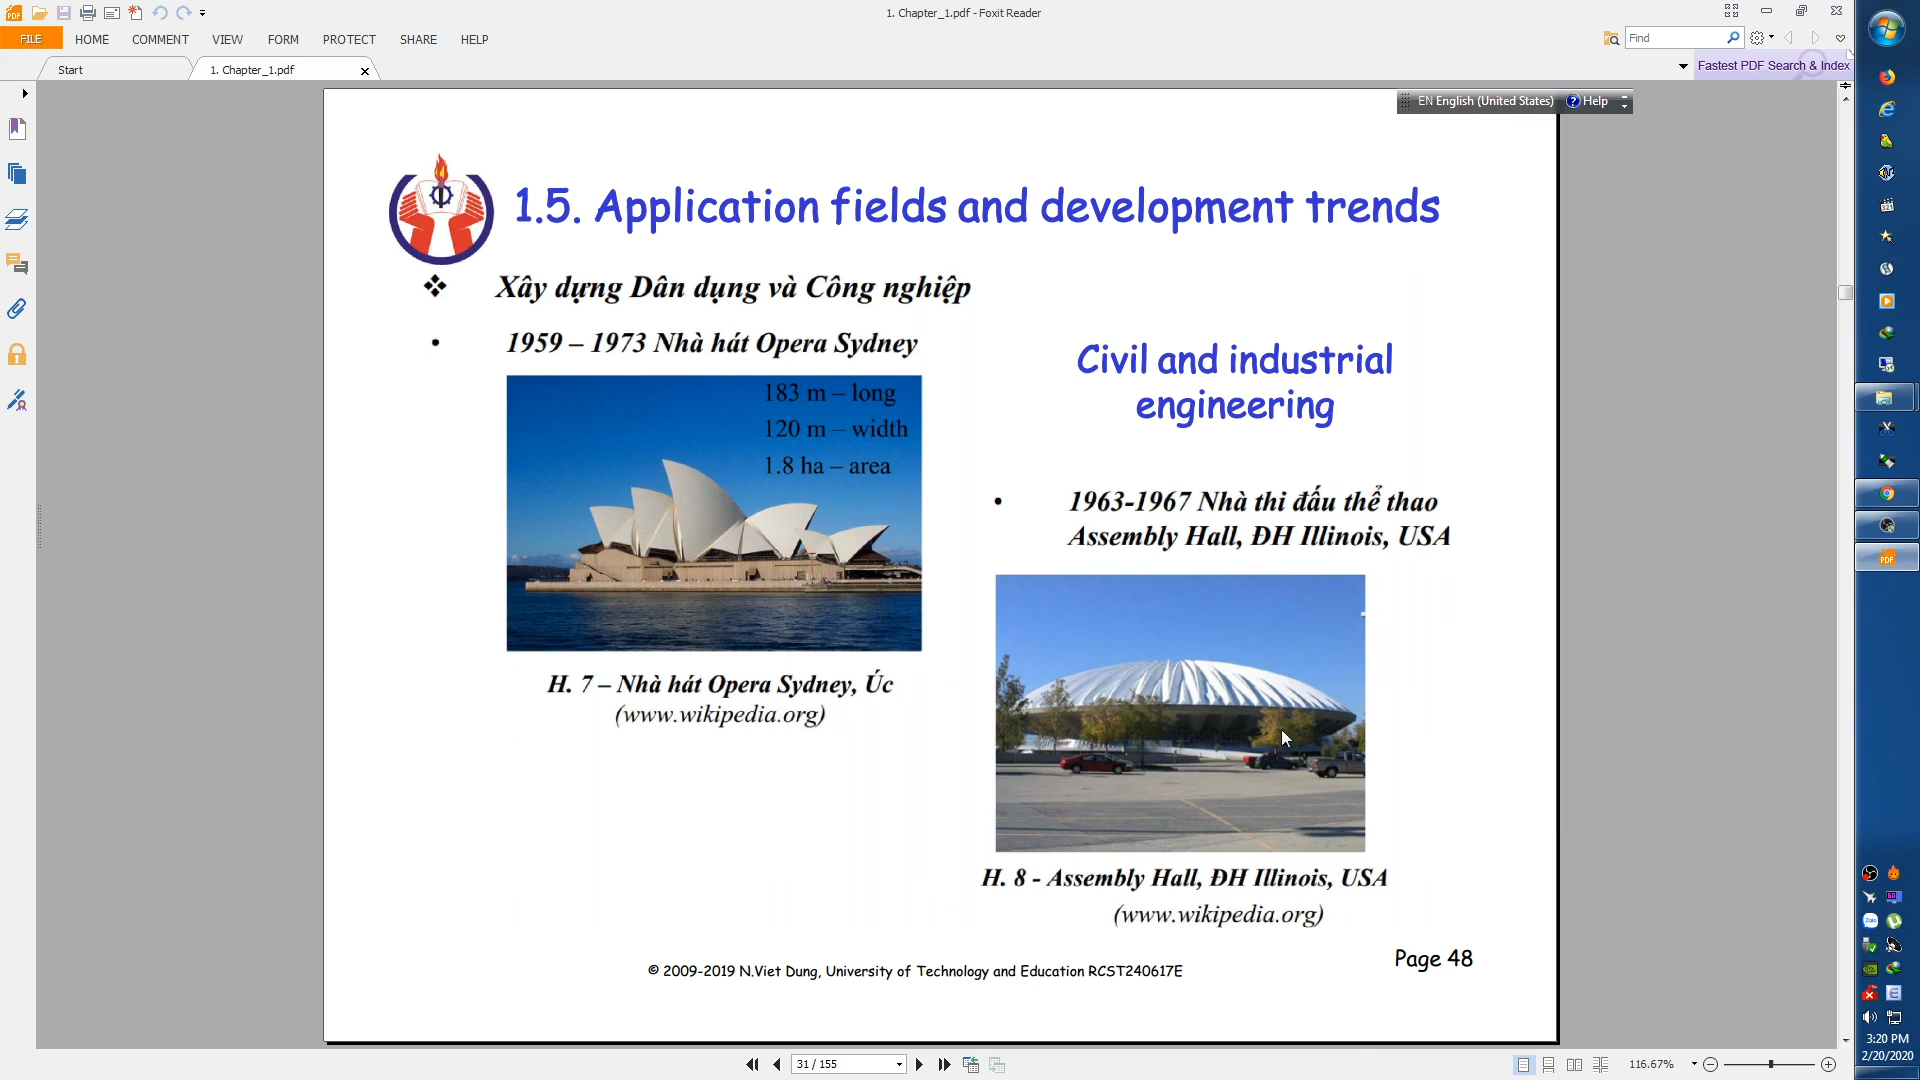 1. Chapter_1.pdf - Foxit Reader
FILE HOME COMMENT VIEW FORM PROTECT SHARE HELP
Find
Start
1. Chapter_1.pdf
Fastest PDF Search & Index
EN English (United States) Help
1.5. Application fields and development trends
Xây dựng Dân dụng và Công nghiệp
1959 – 1973 Nhà hát Opera Sydney
183 m – long
120 m – width
1.8 ha – area
H. 7 – Nhà hát Opera Sydney, Úc
(www.wikipedia.org)
Civil and industrial
engineering
1963-1967 Nhà thi đấu thể thao
Assembly Hall, ĐH Illinois, USA
H. 8 - Assembly Hall, ĐH Illinois, USA
(www.wikipedia.org)
Page 48
© 2009-2019 N.Viet Dung, University of Technology and Education RCST240617E
31 / 155
116.67%
3:20 PM
2/20/2020